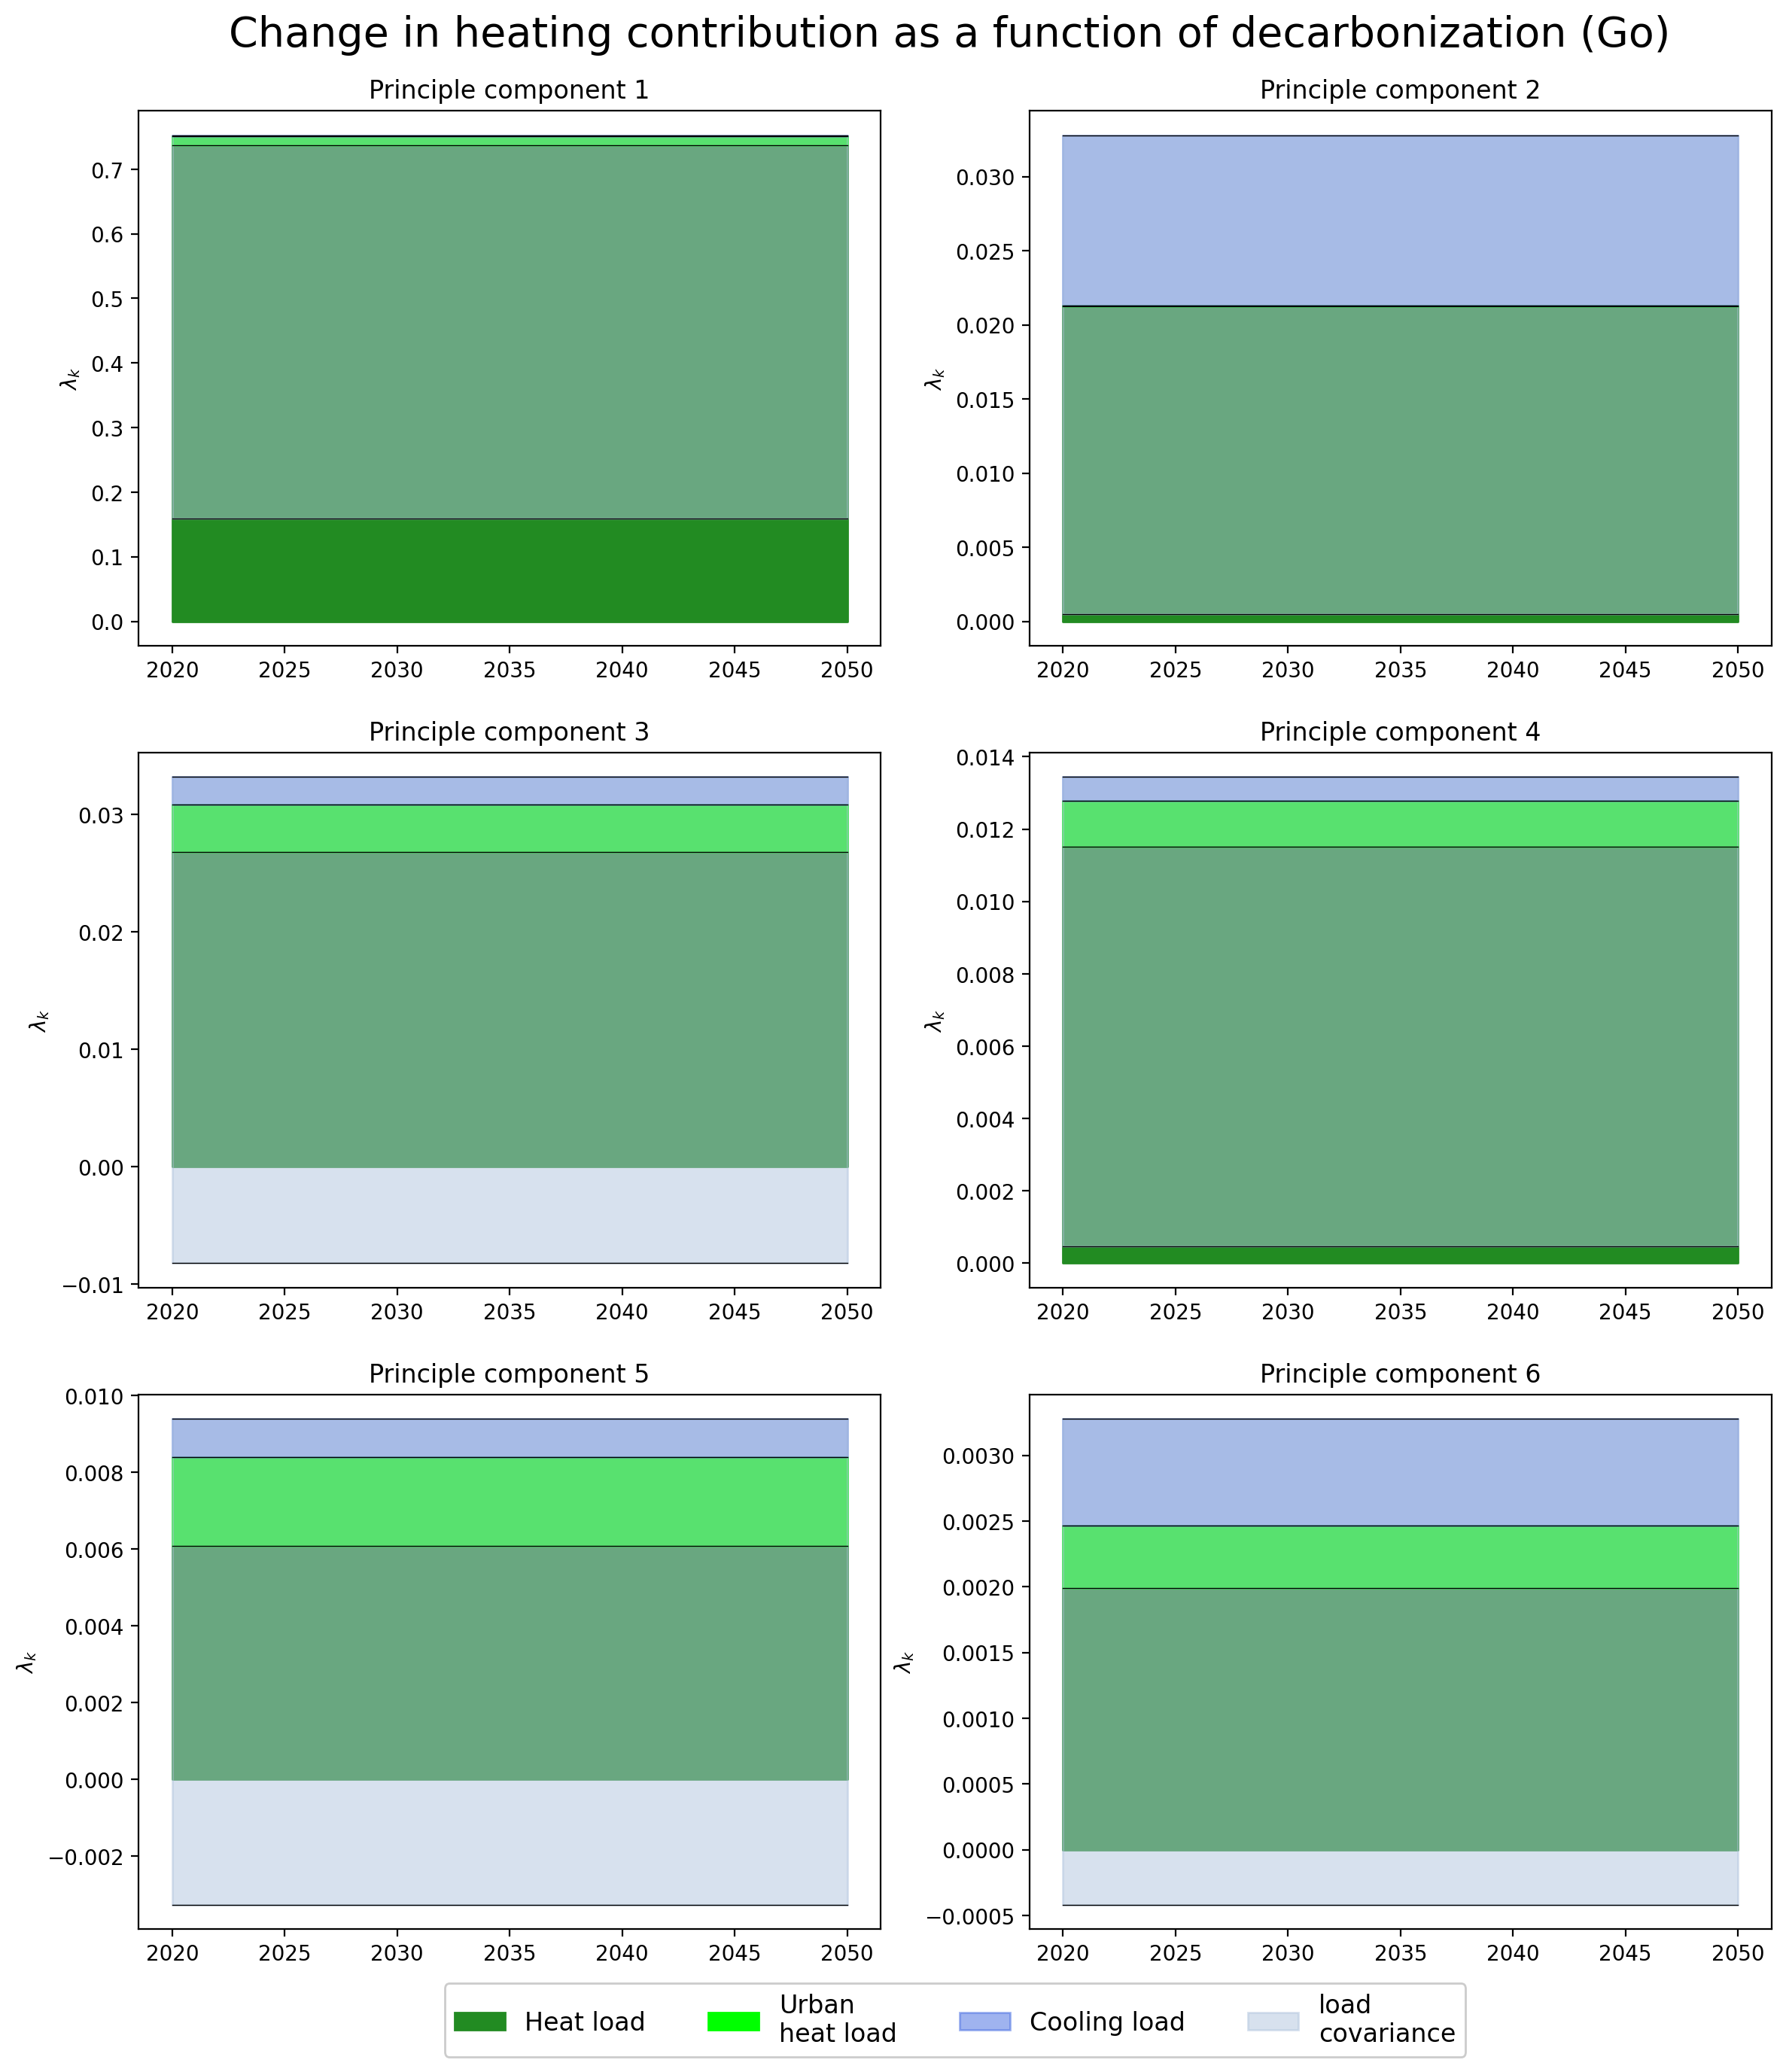 Change in heating contribution as a function of decarbonization (Go)
Principle component 1
0.7
0.6
0.5
0.4
0.3
0.2
0.1
0.0
λk
2020 2025 2030 2035 2040 2045 2050
Principle component 2
0.030
0.025
0.020
0.015
0.010
0.005
0.000
λk
2020 2025 2030 2035 2040 2045 2050
Principle component 3
0.03
0.02
0.01
0.00
−0.01
λk
2020 2025 2030 2035 2040 2045 2050
Principle component 4
0.014
0.012
0.010
0.008
0.006
0.004
0.002
0.000
λk
2020 2025 2030 2035 2040 2045 2050
Principle component 5
0.010
0.008
0.006
0.004
0.002
0.000
−0.002
λk
2020 2025 2030 2035 2040 2045 2050
Principle component 6
0.0030
0.0025
0.0020
0.0015
0.0010
0.0005
0.0000
−0.0005
λk
2020 2025 2030 2035 2040 2045 2050
Heat load
Urban
heat load
Cooling load
load
covariance